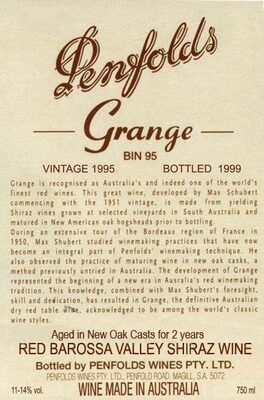 Penfolds
Grange
BIN 95
VINTAGE 1995 BOTTLED 1999
Grange is recognised as Australia's and indeed one of the world's
finest red wines. This great wine, developed by Max Schubert
commencing with the 1951 vintage, is made from yielding
Shiraz vines grown at selected vineyards in South Australia and
matured in New American oak hogsheads prior to bottling.
During an extensive tour of the Bordeaux region of France in
1950, Max Shubert studied winemaking practices that have now
become an integral part of Penfolds' winemaking technique. He
also observed the practice of maturing wine in new oak casks, a
method previously untried in Australia. The development of Grange
represented the beginning of a new era in Australia's red winemaking
tradition. This knowledge, combined with Max Shubert's foresight,
skill and dedication, has resulted in Grange, the definitive Australian
dry red table wine, acknowledged to be among the world's classic
wine styles.
Aged in New Oak Casts for 2 years
RED BAROSSA VALLEY SHIRAZ WINE
Bottled by PENFOLDS WINES PTY. LTD.
PENFOLDS WINES PTY. LTD., PENFOLD ROAD, MAGILL, S.A. 5072
11-14% vol. WINE MADE IN AUSTRALIA 750 ml